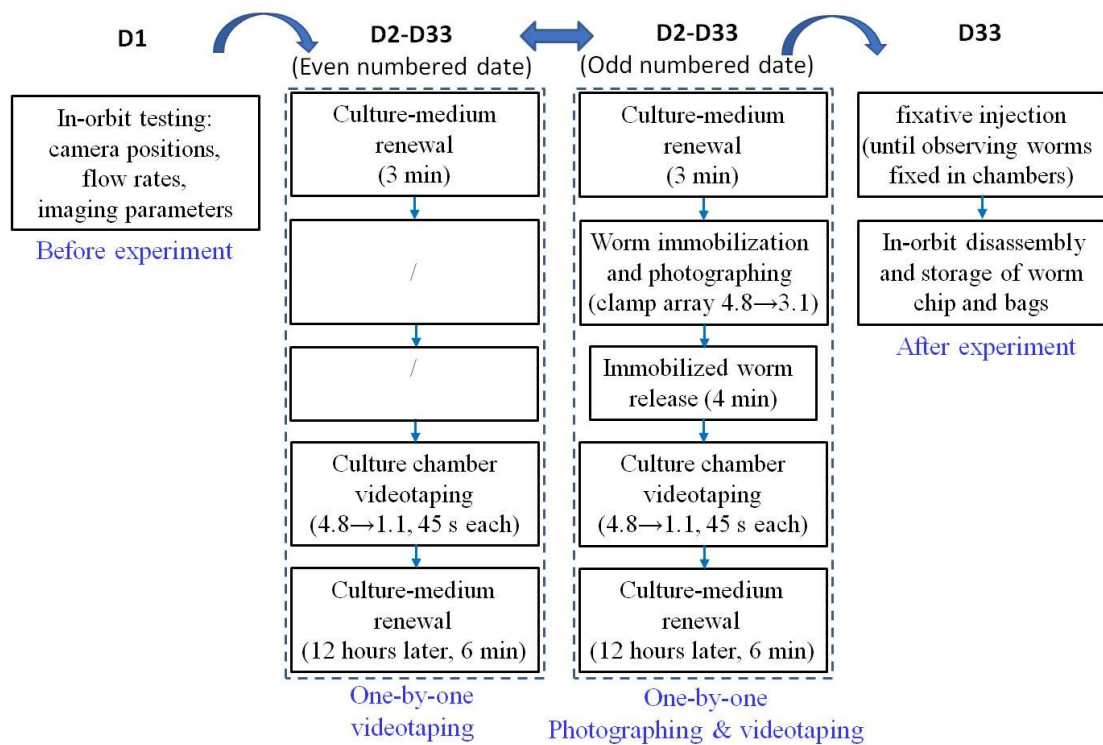 D1
In-orbit testing:
camera positions,
flow rates,
imaging parameters
Before experiment
D2-D33
(Even numbered date)
Culture-medium
renewal
(3 min)
/
/
Culture chamber
videotaping
(4.8→1.1, 45 s each)
Culture-medium
renewal
(12 hours later, 6 min)
One-by-one
videotaping
D2-D33
(Odd numbered date)
Culture-medium
renewal
(3 min)
Worm immobilization
and photographing
(clamp array 4.8→3.1)
Immobilized worm
release (4 min)
Culture chamber
videotaping
(4.8→1.1, 45 s each)
Culture-medium
renewal
(12 hours later, 6 min)
One-by-one
Photographing & videotaping
D33
fixative injection
(until observing worms
fixed in chambers)
In-orbit disassembly
and storage of worm
chip and bags
After experiment